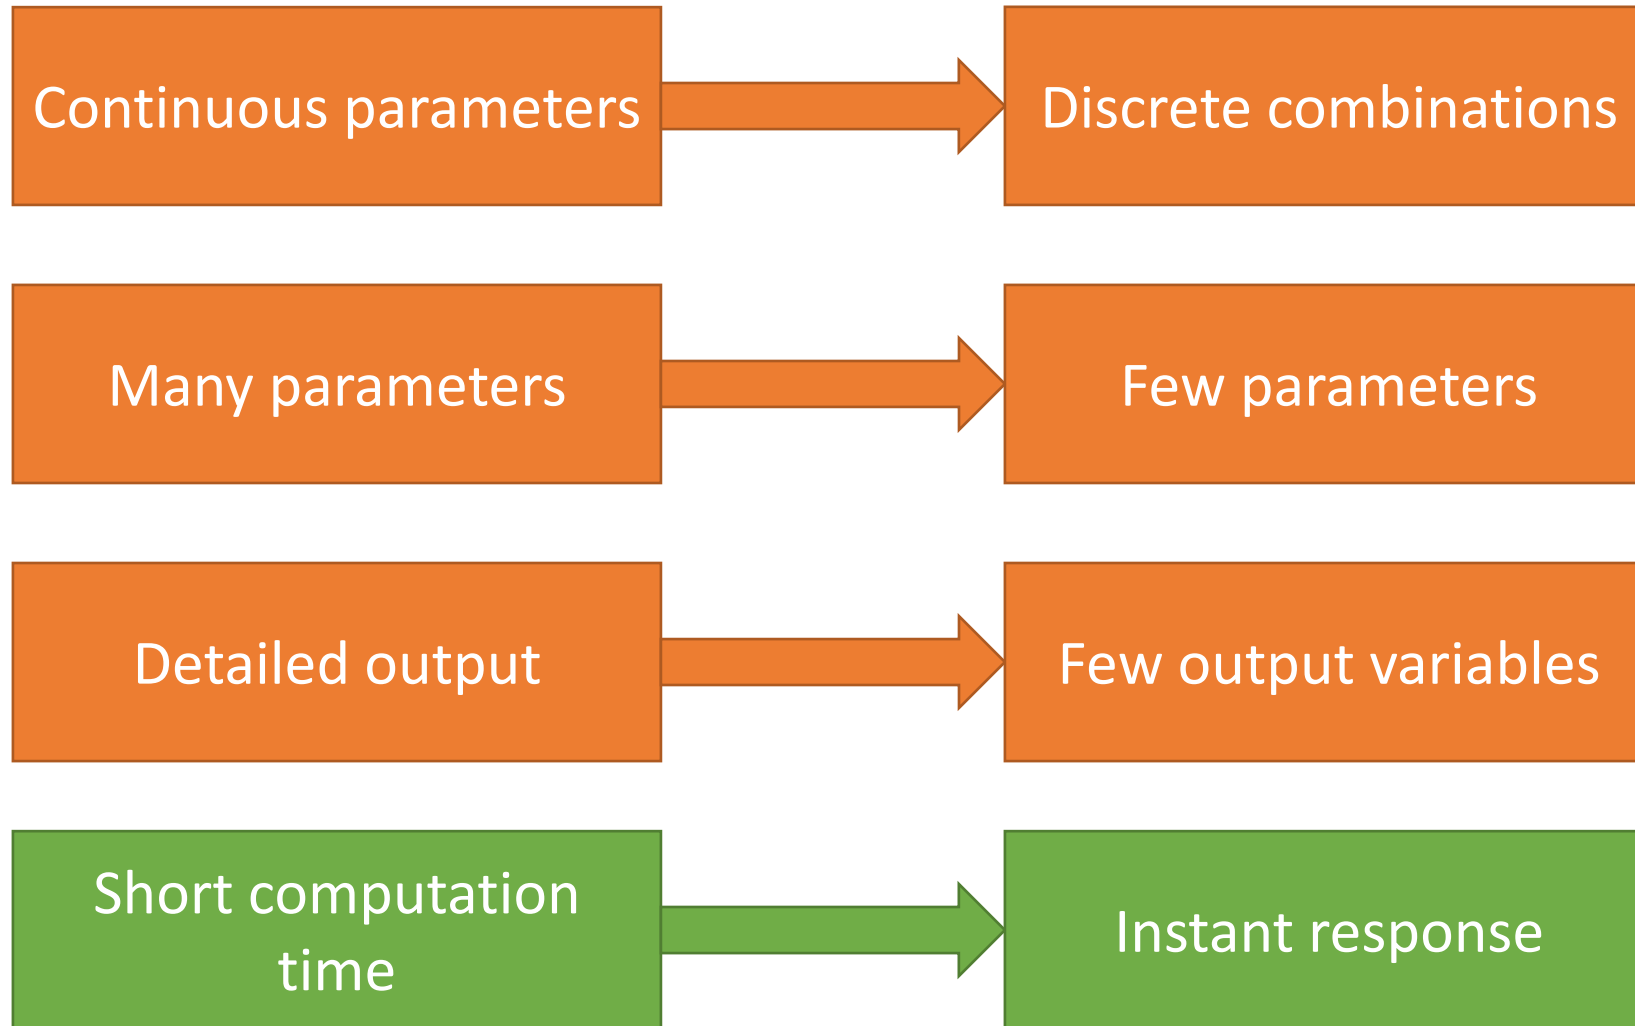 Continuous parameters
Discrete combinations
Many parameters
Few parameters
Detailed output
Few output variables
Short computation
time
Instant response